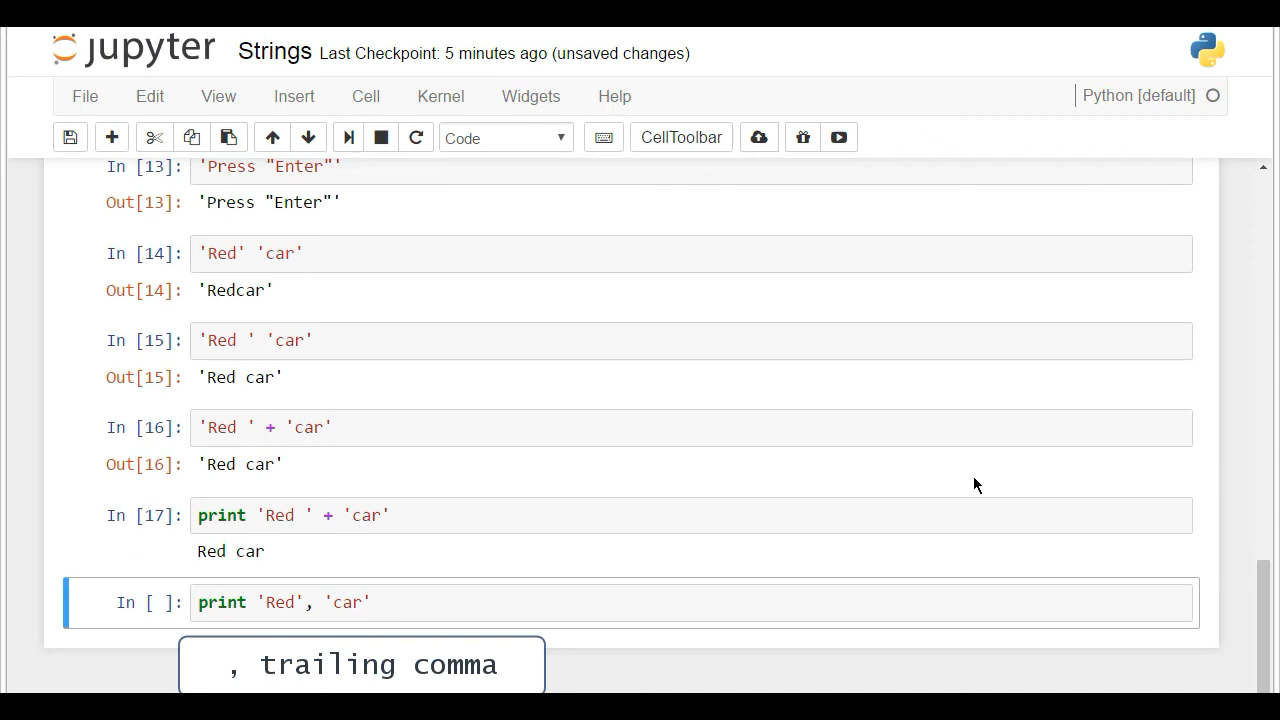 jupyter Strings Last Checkpoint: 5 minutes ago (unsaved changes)
File Edit View Insert Cell Kernel Widgets Help Python [default]
Code CellToolbar
In [13]: 'Press "Enter"'
Out[13]: 'Press "Enter"'
In [14]: 'Red' 'car'
Out[14]: 'Redcar'
In [15]: 'Red ' 'car'
Out[15]: 'Red car'
In [16]: 'Red ' + 'car'
Out[16]: 'Red car'
In [17]: print 'Red ' + 'car'
Red car
In [ ]: print 'Red', 'car'
, trailing comma